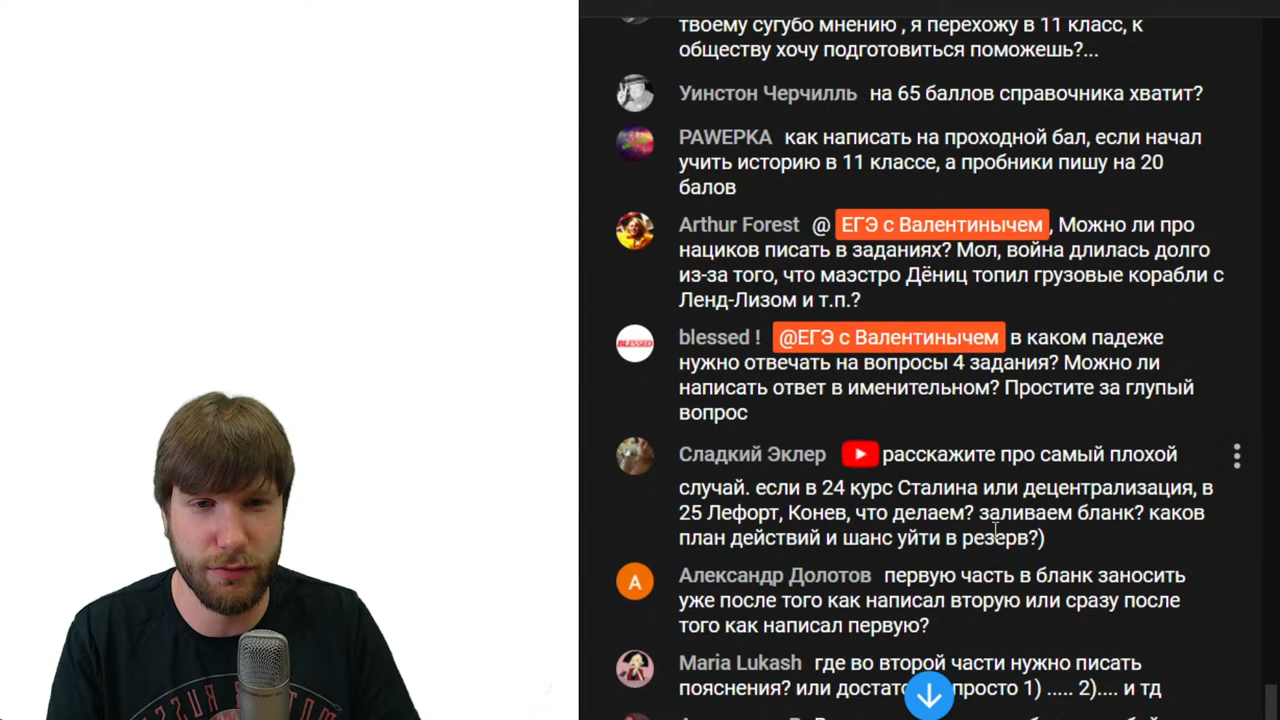 твоему сугубо мнению , я перехожу в 11 класс, к
обществу хочу подготовиться поможешь?...
Уинстон Черчилль на 65 баллов справочника хватит?
PAWEPKA как написать на проходной бал, если начал
учить историю в 11 классе, а пробники пишу на 20
балов
Arthur Forest @ ЕГЭ с Валентинычем , Можно ли про
нациков писать в заданиях? Мол, война длилась долго
из-за того, что маэстро Дёниц топил грузовые корабли с
Ленд-Лизом и т.п.?
blessed ! @ЕГЭ с Валентинычем в каком падеже
нужно отвечать на вопросы 4 задания? Можно ли
написать ответ в именительном? Простите за глупый
вопрос
BLESSED
Сладкий Эклер расскажите про самый плохой
случай. если в 24 курс Сталина или децентрализация, в
25 Лефорт, Конев, что делаем? заливаем бланк? каков
план действий и шанс уйти в резерв?)
А
Александр Долотов первую часть в бланк заносить
уже после того как написал вторую или сразу после
того как написал первую?
Maria Lukash где во второй части нужно писать
пояснения? или просто 1) ..... 2).... и тд